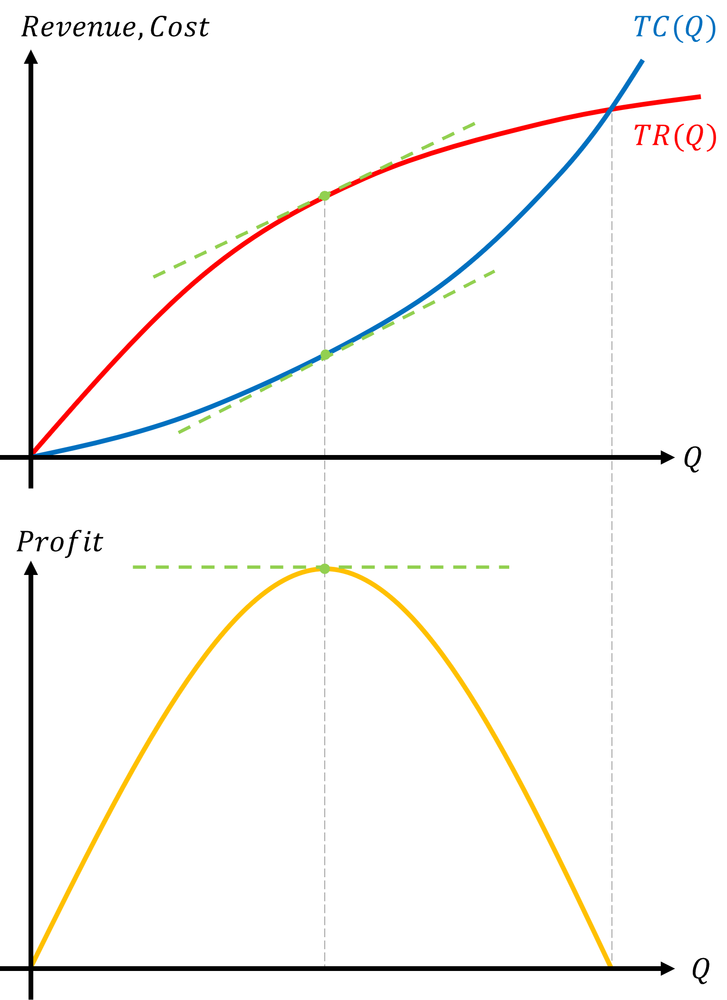 Revenue, Cost
TC(Q)
TR(Q)
Q
Profit
Q